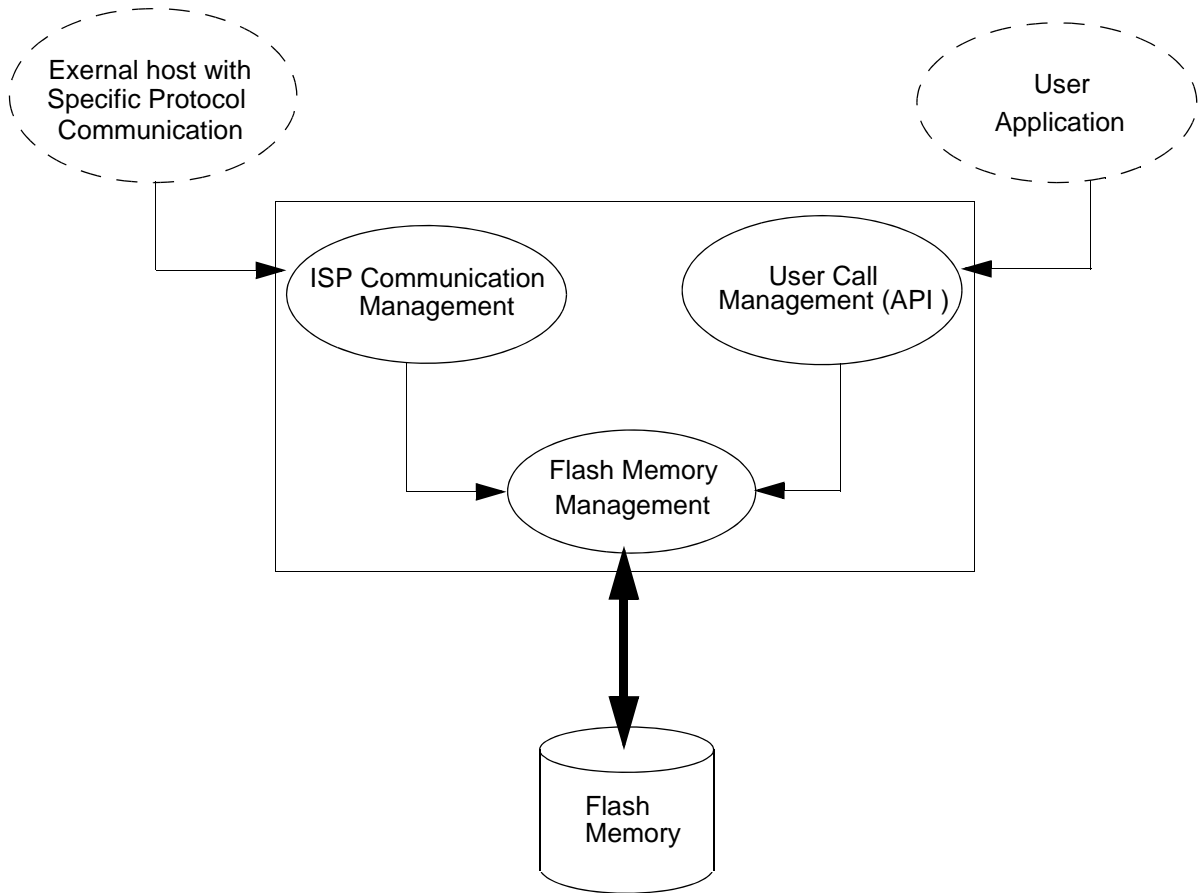 Exernal host with
Specific Protocol
Communication
User
Application
ISP Communication
Management
User Call
Management (API )
Flash Memory
Management
Flash
Memory